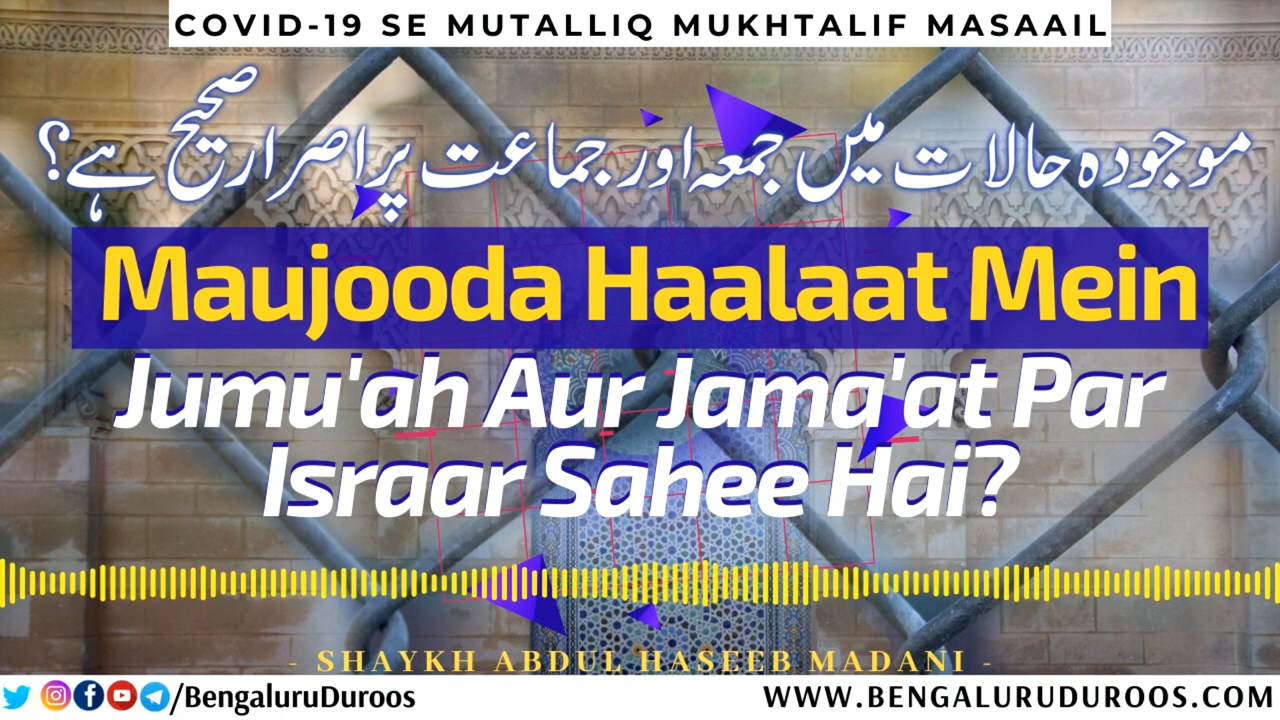 COVID-19 SE MUTALLIQ MUKHTALIF MASAAIL
موجودہ حالات میں جمعہ اور جماعت پر اصرار صحیح ہے؟
Maujooda Haalaat Mein
Jumu'ah Aur Jama'at Par
Israar Sahee Hai?
- SHAYKH ABDUL HASEEB MADANI -
/BengaluruDuroos
WWW.BENGALURUDUROOS.COM